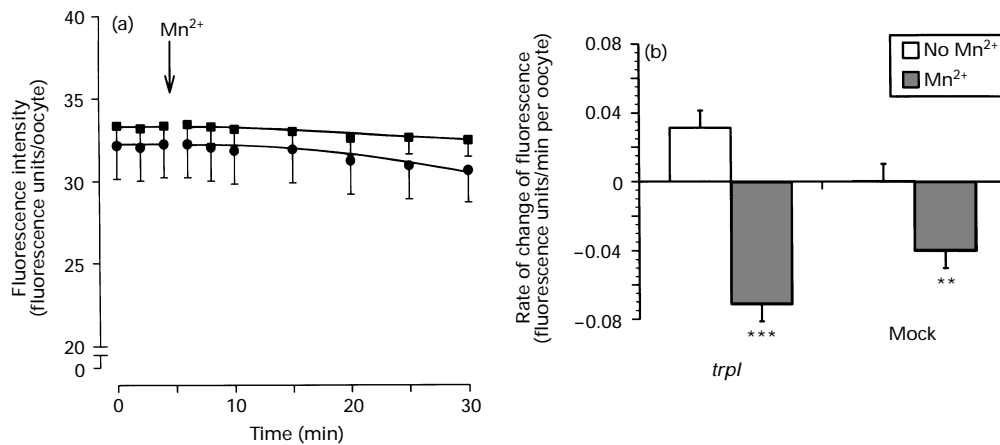 (a)
Mn²⁺
Fluorescence intensity
(fluorescence units/oocyte)
40
35
30
25
20
0
0
10
20
30
Time (min)
(b)
No Mn²⁺
Mn²⁺
Rate of change of fluorescence
(fluorescence units/min per oocyte)
0.08
0.04
0
−0.04
−0.08
***
**
trpl
Mock